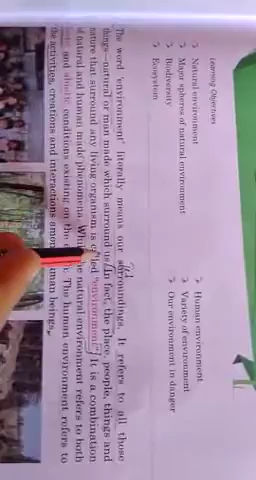 Learning Objectives
Natural environment
Major spheres of natural environment
Biodiversity
Ecosystem
Human environment
Variety of environment
Our environment in danger
The word 'environment' literally means our surroundings. It refers to all those
things—natural or man made which surround us. In fact, the place, people, things and
nature that surround any living organism is called "environment". It is a combination
of natural and human made phenomena. While the natural environment refers to both
and abiotic conditions existing on the The human environment refers to
the activities, creations and interactions among human beings.